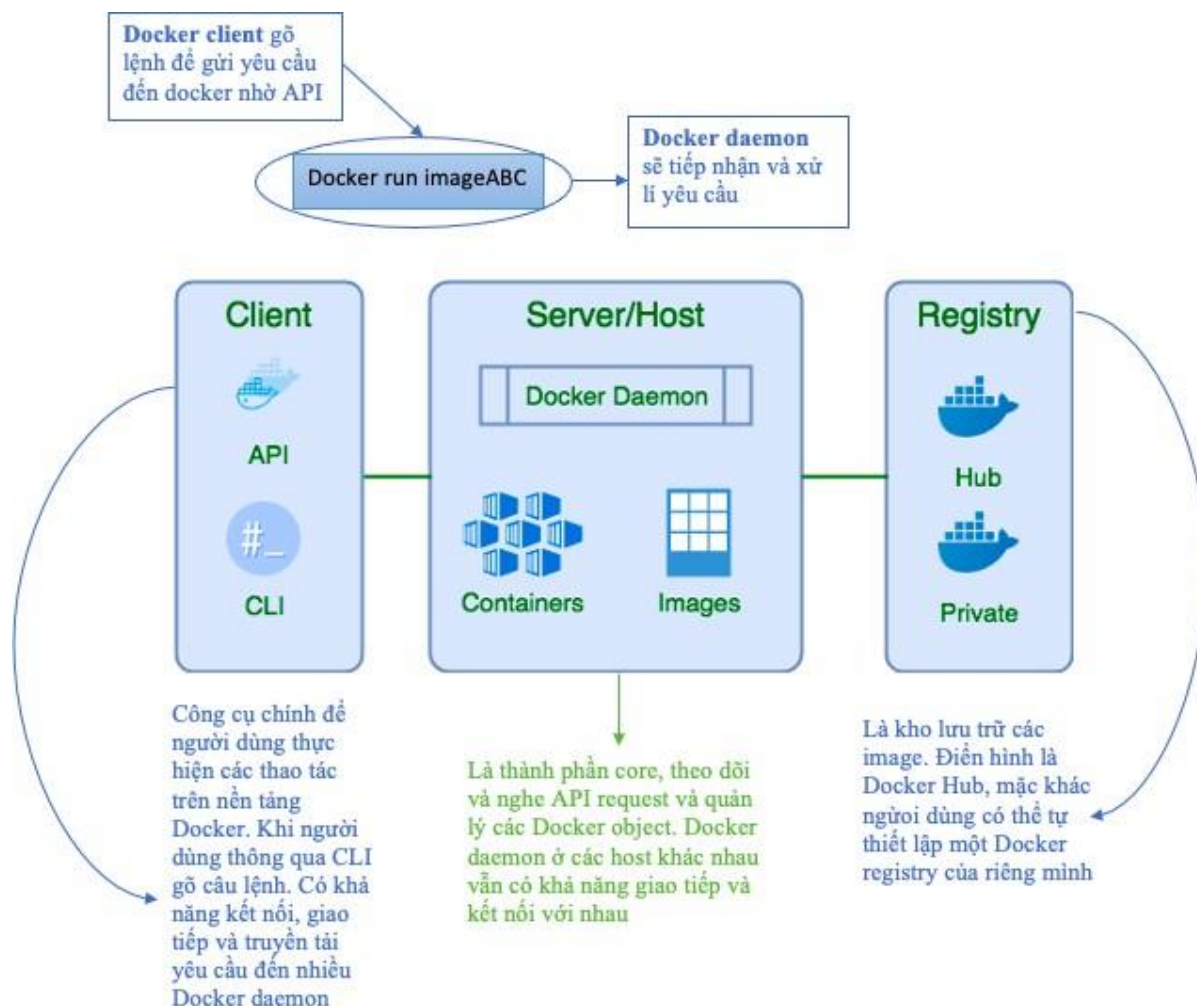 Docker client gõ
lệnh để gửi yêu cầu
đến docker nhờ API
Docker run imageABC
Docker daemon
sẽ tiếp nhận và xử
lí yêu cầu
Client
API
#_
CLI
Server/Host
Docker Daemon
Containers
Images
Registry
Hub
Private
Công cụ chính để
người dùng thực
hiện các thao tác
trên nền tảng
Docker. Khi người
dùng thông qua CLI
gõ câu lệnh. Có khả
năng kết nối, giao
tiếp và truyền tải
yêu cầu đến nhiều
Docker daemon
Là thành phần core, theo dõi
và nghe API request và quản
lý các Docker object. Docker
daemon ở các host khác nhau
vẫn có khả năng giao tiếp và
kết nối với nhau
Là kho lưu trữ các
image. Điển hình là
Docker Hub, mặc khác
ngừoi dùng có thể tự
thiết lập một Docker
registry của riêng mình